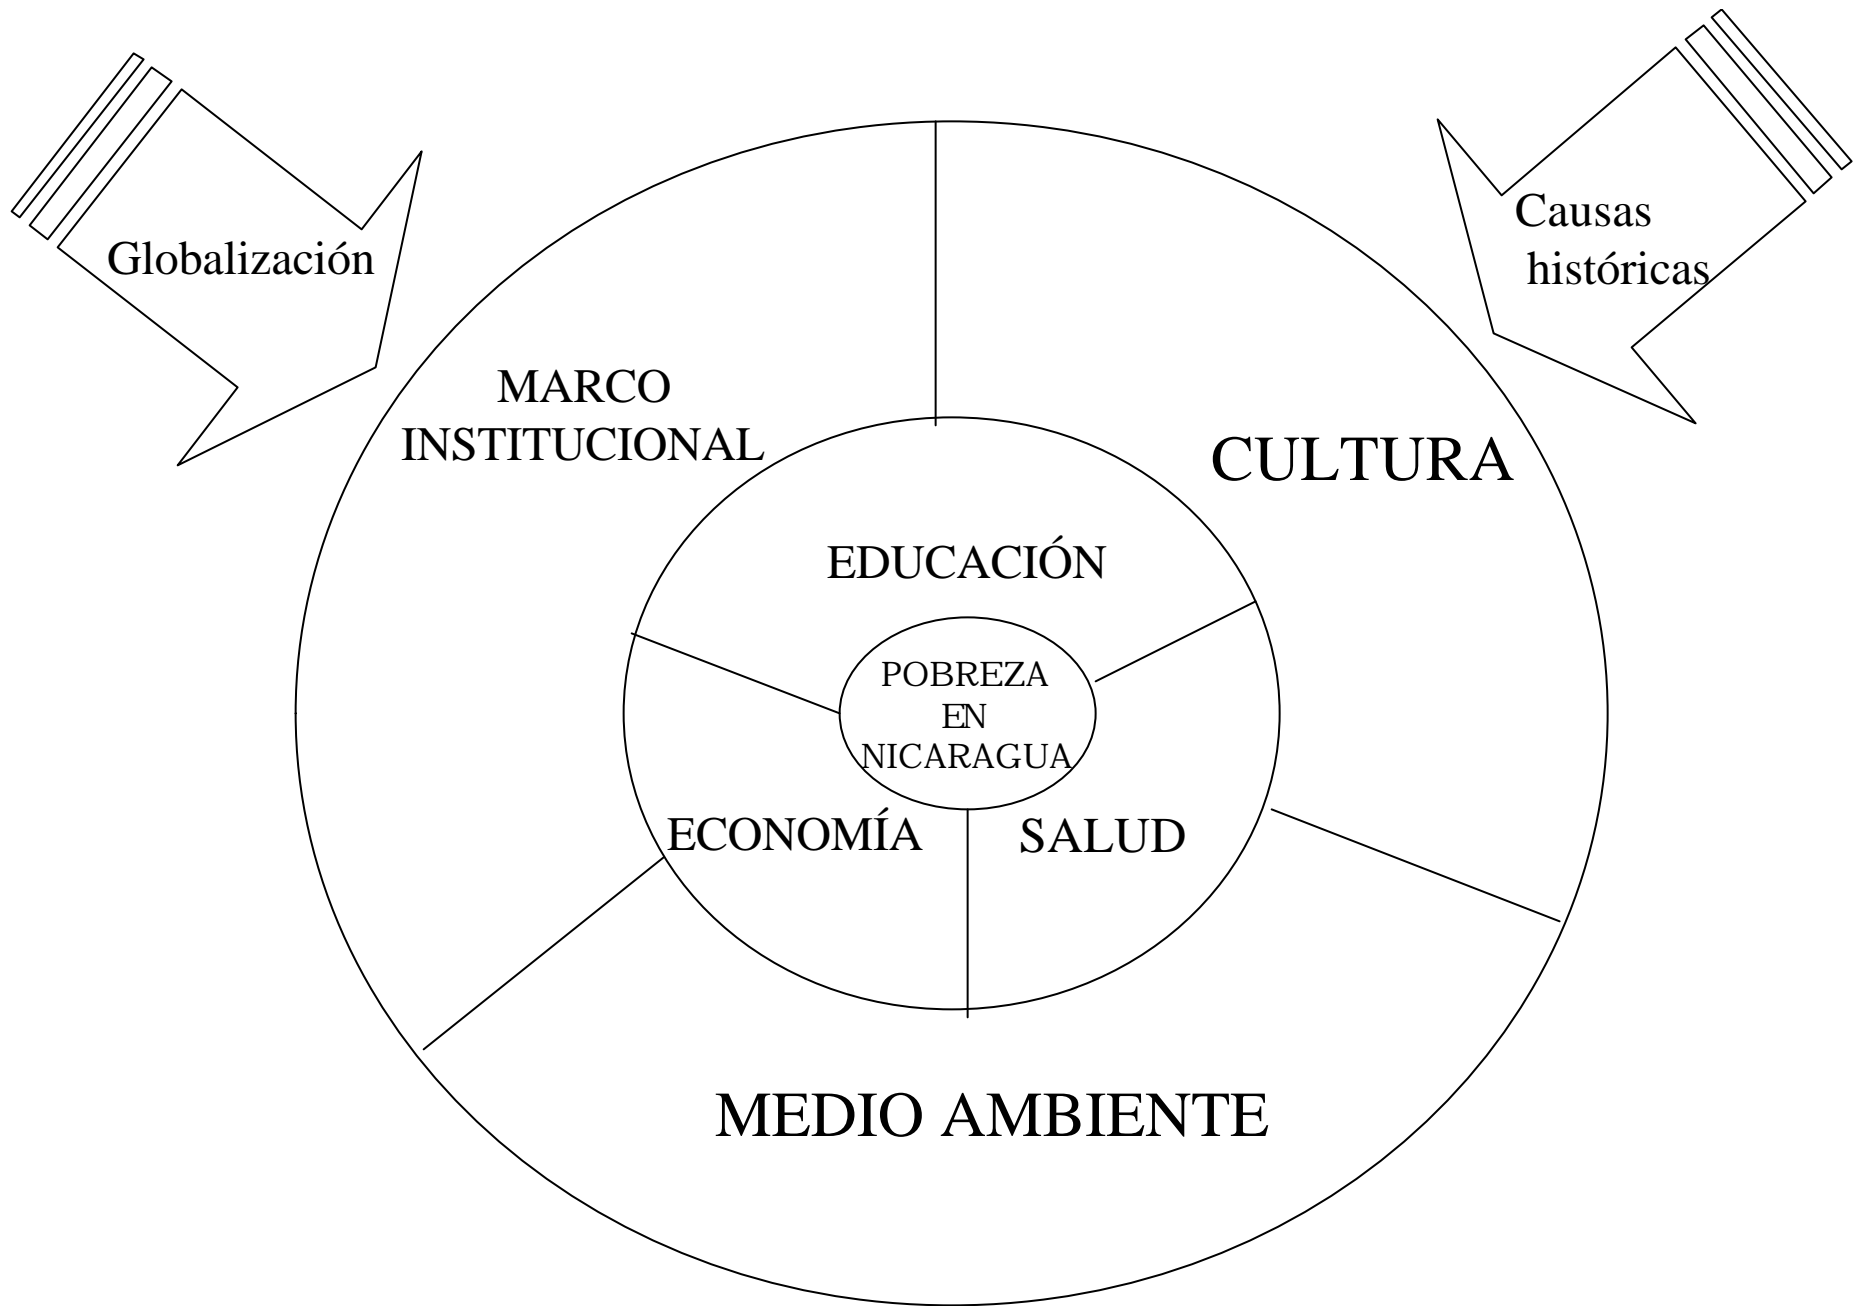 Globalización
Causas
históricas
MARCO
INSTITUCIONAL
CULTURA
EDUCACIÓN
POBREZA
EN
NICARAGUA
ECONOMÍA
SALUD
MEDIO AMBIENTE